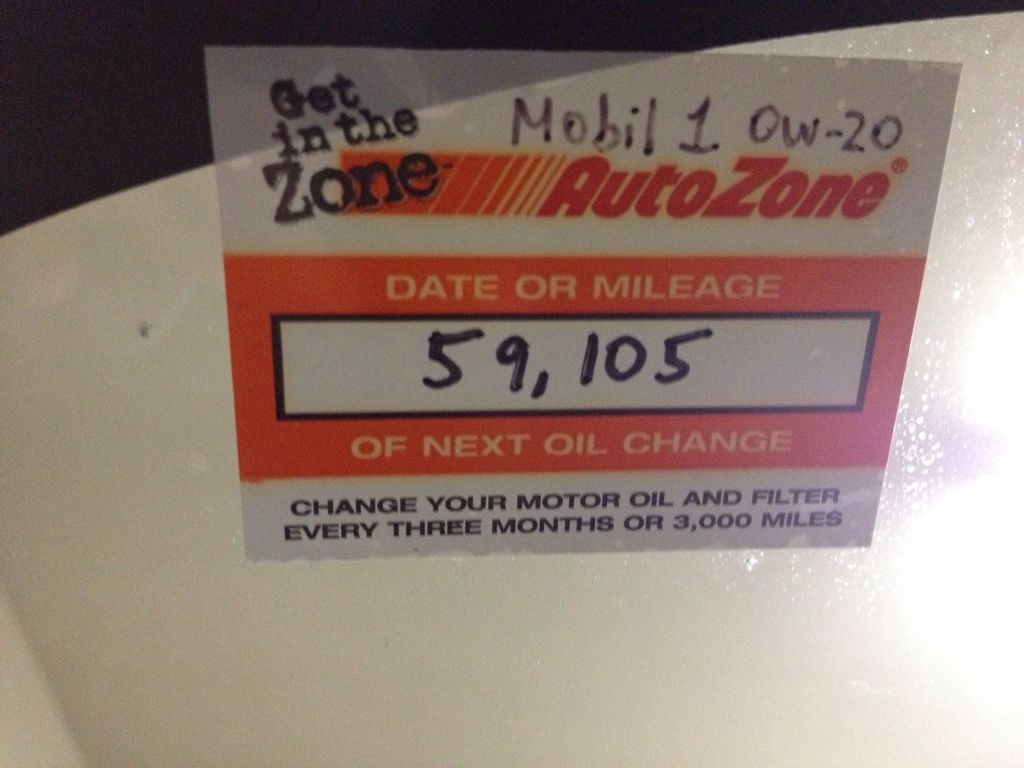 Get
in the
Zone
Mobil 1 0w-20
AutoZone®
DATE OR MILEAGE
59,105
OF NEXT OIL CHANGE
CHANGE YOUR MOTOR OIL AND FILTER
EVERY THREE MONTHS OR 3,000 MILES